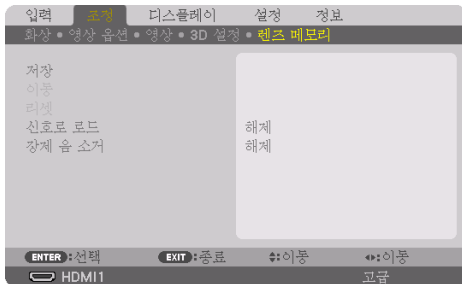 입력 조정 디스플레이 설정 정보
화상 • 영상 옵션 • 영상 • 3D 설정 • 렌즈 메모리
저장
이동
리셋
신호로 로드 해제
강제 음 소거 해제
ENTER :선택 EXIT :종료 :이동 :이동
HDMI1 고급